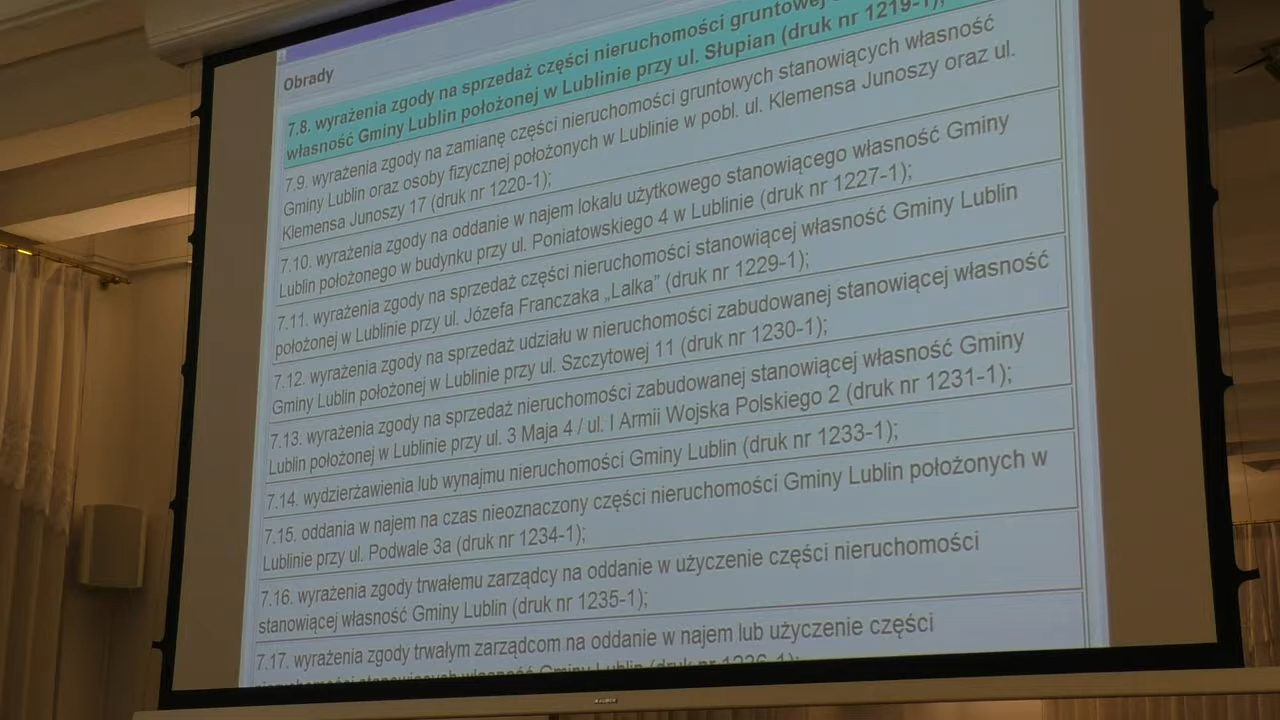 Obrady
7.8. wyrażenia zgody na sprzedaż części nieruchomości gruntowej
własność Gminy Lublin położonej w Lublinie przy ul. Słupian (druk nr 1219-1);
7.9. wyrażenia zgody na zamianę części nieruchomości gruntowych stanowiących własność
Gminy Lublin oraz osoby fizycznej położonych w Lublinie w pobl. ul. Klemensa Junoszy oraz ul.
Klemensa Junoszy 17 (druk nr 1220-1);
7.10. wyrażenia zgody na oddanie w najem lokalu użytkowego stanowiącego własność Gminy
Lublin położonego w budynku przy ul. Poniatowskiego 4 w Lublinie (druk nr 1227-1);
7.11. wyrażenia zgody na sprzedaż części nieruchomości stanowiącej własność Gminy Lublin
położonej w Lublinie przy ul. Józefa Franczaka „Lalka” (druk nr 1229-1);
7.12. wyrażenia zgody na sprzedaż udziału w nieruchomości zabudowanej stanowiącej własność
Gminy Lublin położonej w Lublinie przy ul. Szczytowej 11 (druk nr 1230-1);
7.13. wyrażenia zgody na sprzedaż nieruchomości zabudowanej stanowiącej własność Gminy
Lublin położonej w Lublinie przy ul. 3 Maja 4 / ul. I Armii Wojska Polskiego 2 (druk nr 1231-1);
7.14. wydzierżawienia lub wynajmu nieruchomości Gminy Lublin (druk nr 1233-1);
7.15. oddania w najem na czas nieoznaczony części nieruchomości Gminy Lublin położonych w
Lublinie przy ul. Podwale 3a (druk nr 1234-1);
7.16. wyrażenia zgody trwałemu zarządcy na oddanie w użyczenie części nieruchomości
stanowiącej własność Gminy Lublin (druk nr 1235-1);
7.17. wyrażenia zgody trwałym zarządcom na oddanie w najem lub użyczenie części
własność Gminy Lublin (druk nr 1236-1);